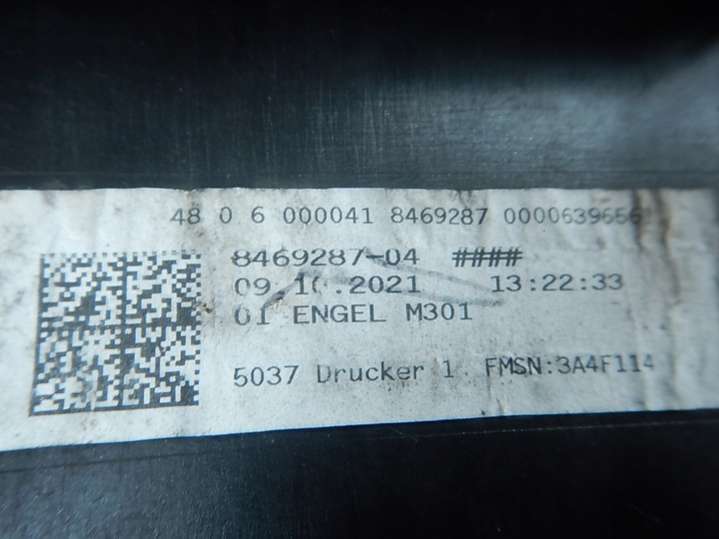 48 0 6 000041 8469287 0000639656
8469287-04 ####
09.10.2021 13:22:33
01 ENGEL M301
5037 Drucker 1 FMSN:3A4F114